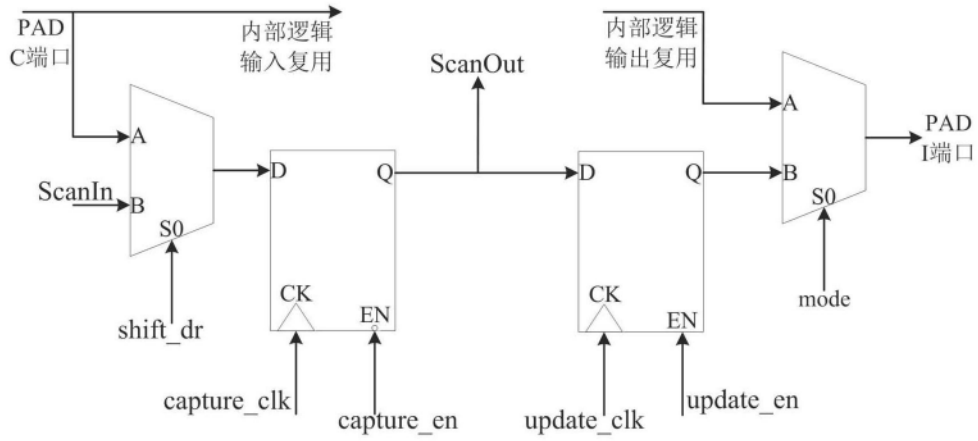 PAD
C端口
内部逻辑
输入复用
ScanOut
内部逻辑
输出复用
A
ScanIn
B
S0
shift_dr
D
Q
CK
EN
capture_clk
capture_en
D
Q
CK
EN
update_clk
update_en
A
B
S0
mode
PAD
I端口